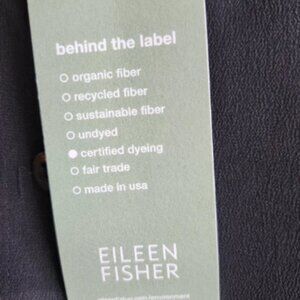 behind the label
organic fiber
recycled fiber
sustainable fiber
undyed
certified dyeing
fair trade
made in usa
EILEEN
FISHER